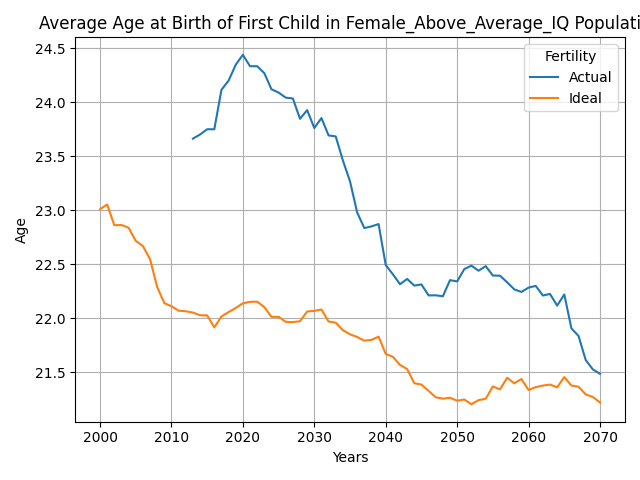 Average Age at Birth of First Child in Female_Above_Average_IQ Populati
Fertility
Actual
Ideal
24.5
24.0
23.5
23.0
22.5
22.0
21.5
Age
2000 2010 2020 2030 2040 2050 2060 2070
Years